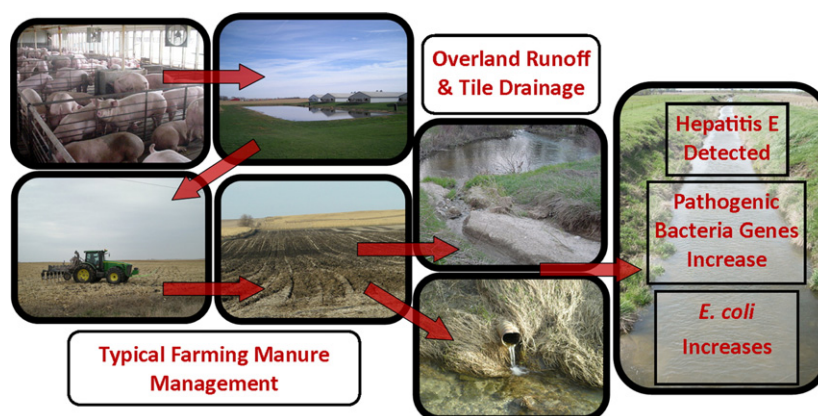 Overland Runoff
& Tile Drainage
Hepatitis E
Detected
Pathogenic
Bacteria Genes
Increase
E. coli
Increases
Typical Farming Manure
Management